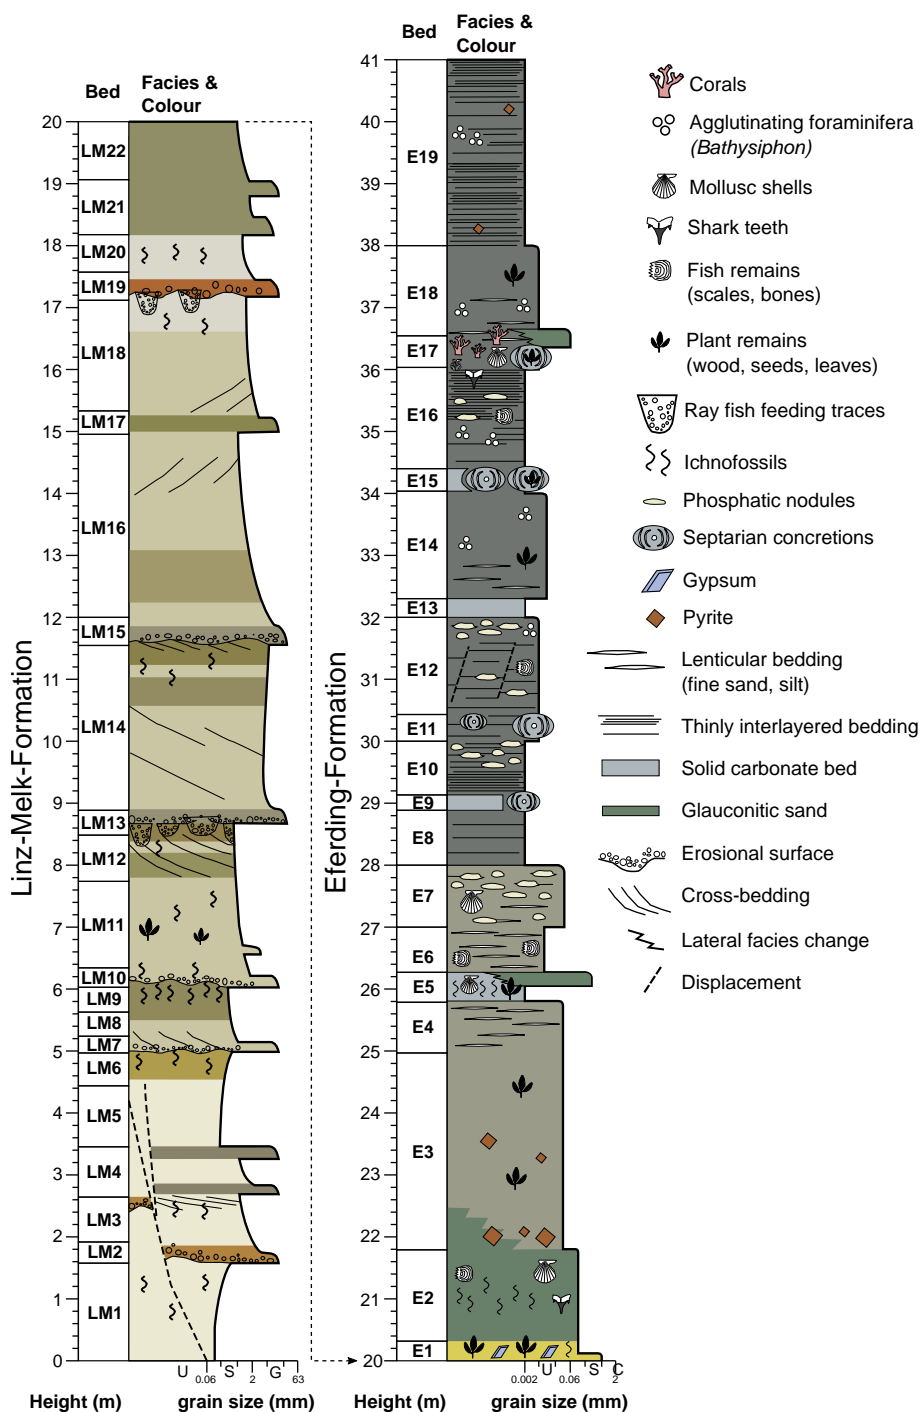 Bed
Facies &
Colour
20
19
18
17
16
15
14
13
12
11
10
9
8
7
6
5
4
3
2
1
0
LM22
LM21
LM20
LM19
LM18
LM17
LM16
LM15
LM14
LM13
LM12
LM11
LM10
LM9
LM8
LM7
LM6
LM5
LM4
LM3
LM2
LM1
Linz-Melk-Formation
U S G
0.06 2 63
Height (m) grain size (mm)
Bed
Facies &
Colour
41
40
39
38
37
36
35
34
33
32
31
30
29
28
27
26
25
24
23
22
21
20
E19
E18
E17
E16
E15
E14
E13
E12
E11
E10
E9
E8
E7
E6
E5
E4
E3
E2
E1
Eferding-Formation
U S C
0.002 0.06 2
Height (m) grain size (mm)
Corals
Agglutinating foraminifera
(Bathysiphon)
Mollusc shells
Shark teeth
Fish remains
(scales, bones)
Plant remains
(wood, seeds, leaves)
Ray fish feeding traces
Ichnofossils
Phosphatic nodules
Septarian concretions
Gypsum
Pyrite
Lenticular bedding
(fine sand, silt)
Thinly interlayered bedding
Solid carbonate bed
Glauconitic sand
Erosional surface
Cross-bedding
Lateral facies change
Displacement